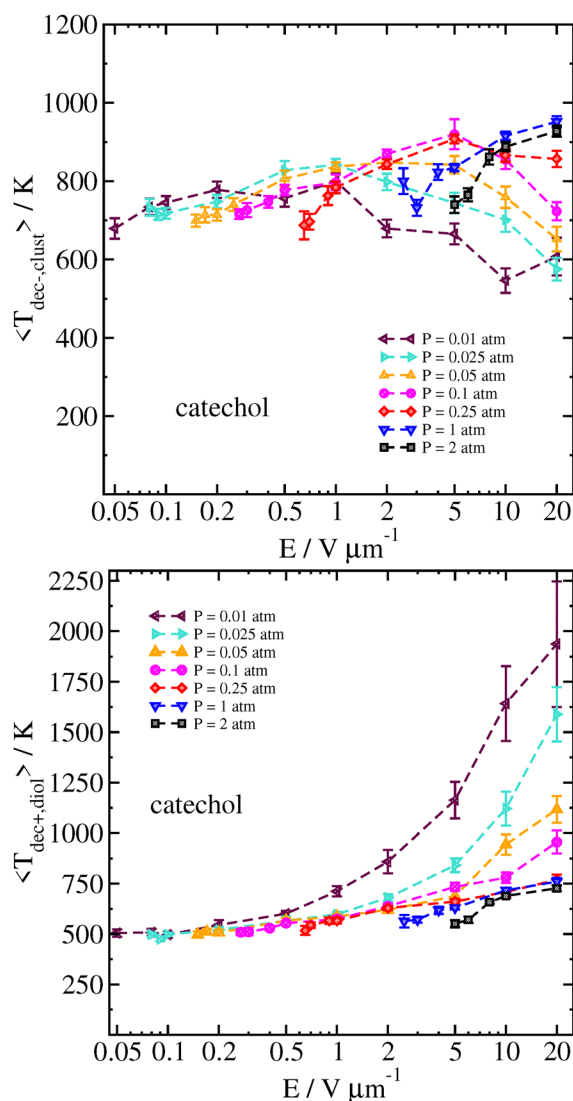 1200
1000
800
600
400
200
<T_dec-,clust> / K
P = 0.01 atm
P = 0.025 atm
P = 0.05 atm
P = 0.1 atm
P = 0.25 atm
P = 1 atm
P = 2 atm
catechol
0.05 0.1 0.2 0.5 1 2 5 10 20
E / V μm⁻¹
2250
2000
1750
1500
1250
1000
750
500
250
<T_dec+,diol> / K
P = 0.01 atm
P = 0.025 atm
P = 0.05 atm
P = 0.1 atm
P = 0.25 atm
P = 1 atm
P = 2 atm
catechol
0.05 0.1 0.2 0.5 1 2 5 10 20
E / V μm⁻¹